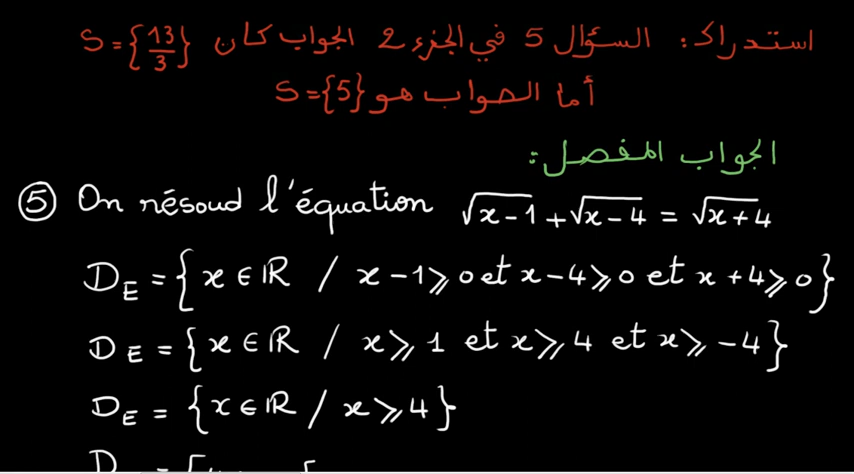 استدراك: السؤال 5 في الجزء 2 الجواب كان S={13/3}
أما الصواب هو S={5}
الجواب المفصل:
⑤ On résoud l'équation √(x-1) + √(x-4) = √(x+4)
D_E = {x ∈ ℝ / x-1⩾0 et x-4⩾0 et x+4⩾0}
D_E = {x ∈ ℝ / x⩾1 et x⩾4 et x⩾-4}
D_E = {x ∈ ℝ / x⩾4}